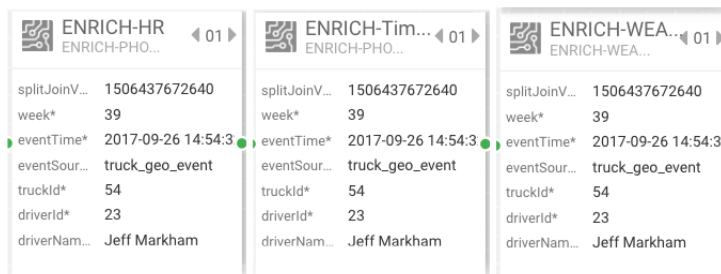 ENRICH-HR
ENRICH-PHO...
01
splitJoinV... 1506437672640
week* 39
eventTime* 2017-09-26 14:54:3
eventSour... truck_geo_event
truckId* 54
driverId* 23
driverNam... Jeff Markham
ENRICH-Tim...
ENRICH-PHO...
01
splitJoinV... 1506437672640
week* 39
eventTime* 2017-09-26 14:54:3
eventSour... truck_geo_event
truckId* 54
driverId* 23
driverNam... Jeff Markham
ENRICH-WEA...
ENRICH-WEA...
01
splitJoinV... 1506437672640
week* 39
eventTime* 2017-09-26 14:54:3
eventSour... truck_geo_event
truckId* 54
driverId* 23
driverNam... Jeff Markham